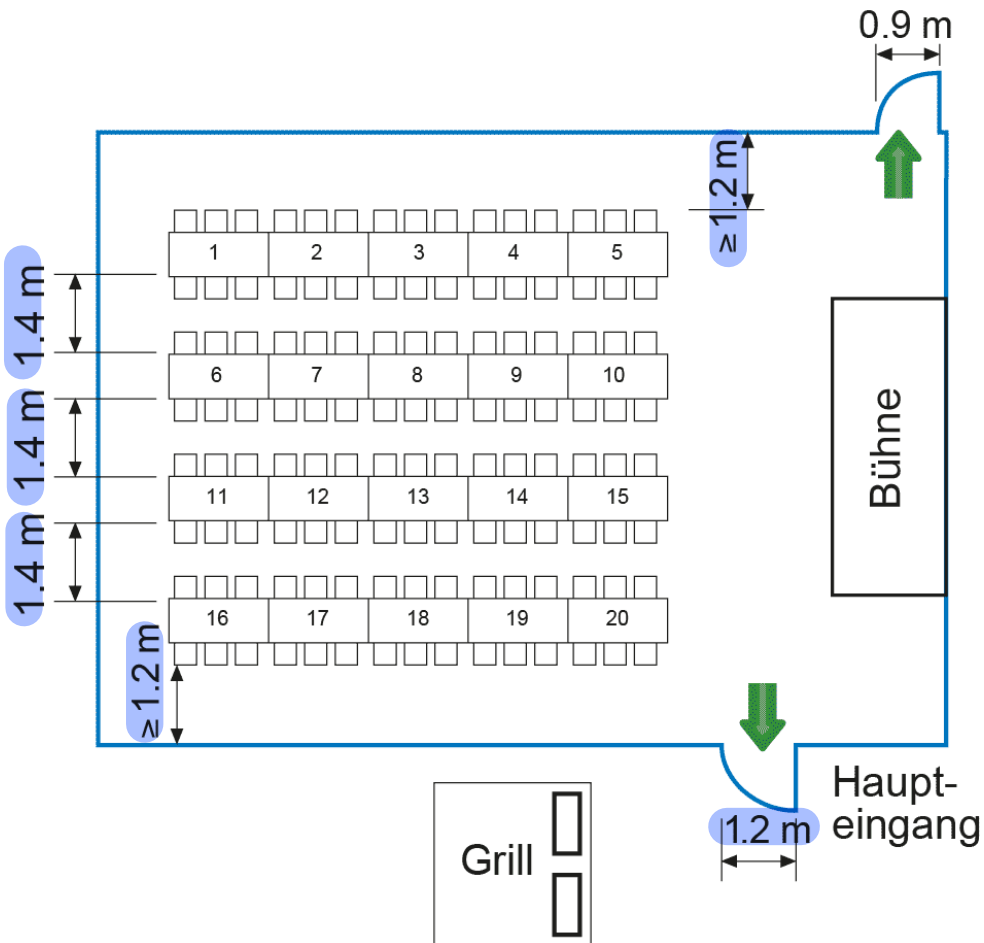 0.9 m
≥1.2 m
1 2 3 4 5
1.4 m
6 7 8 9 10
1.4 m
Bühne
11 12 13 14 15
1.4 m
16 17 18 19 20
≥1.2 m
Haupt-
eingang
1.2 m
Grill